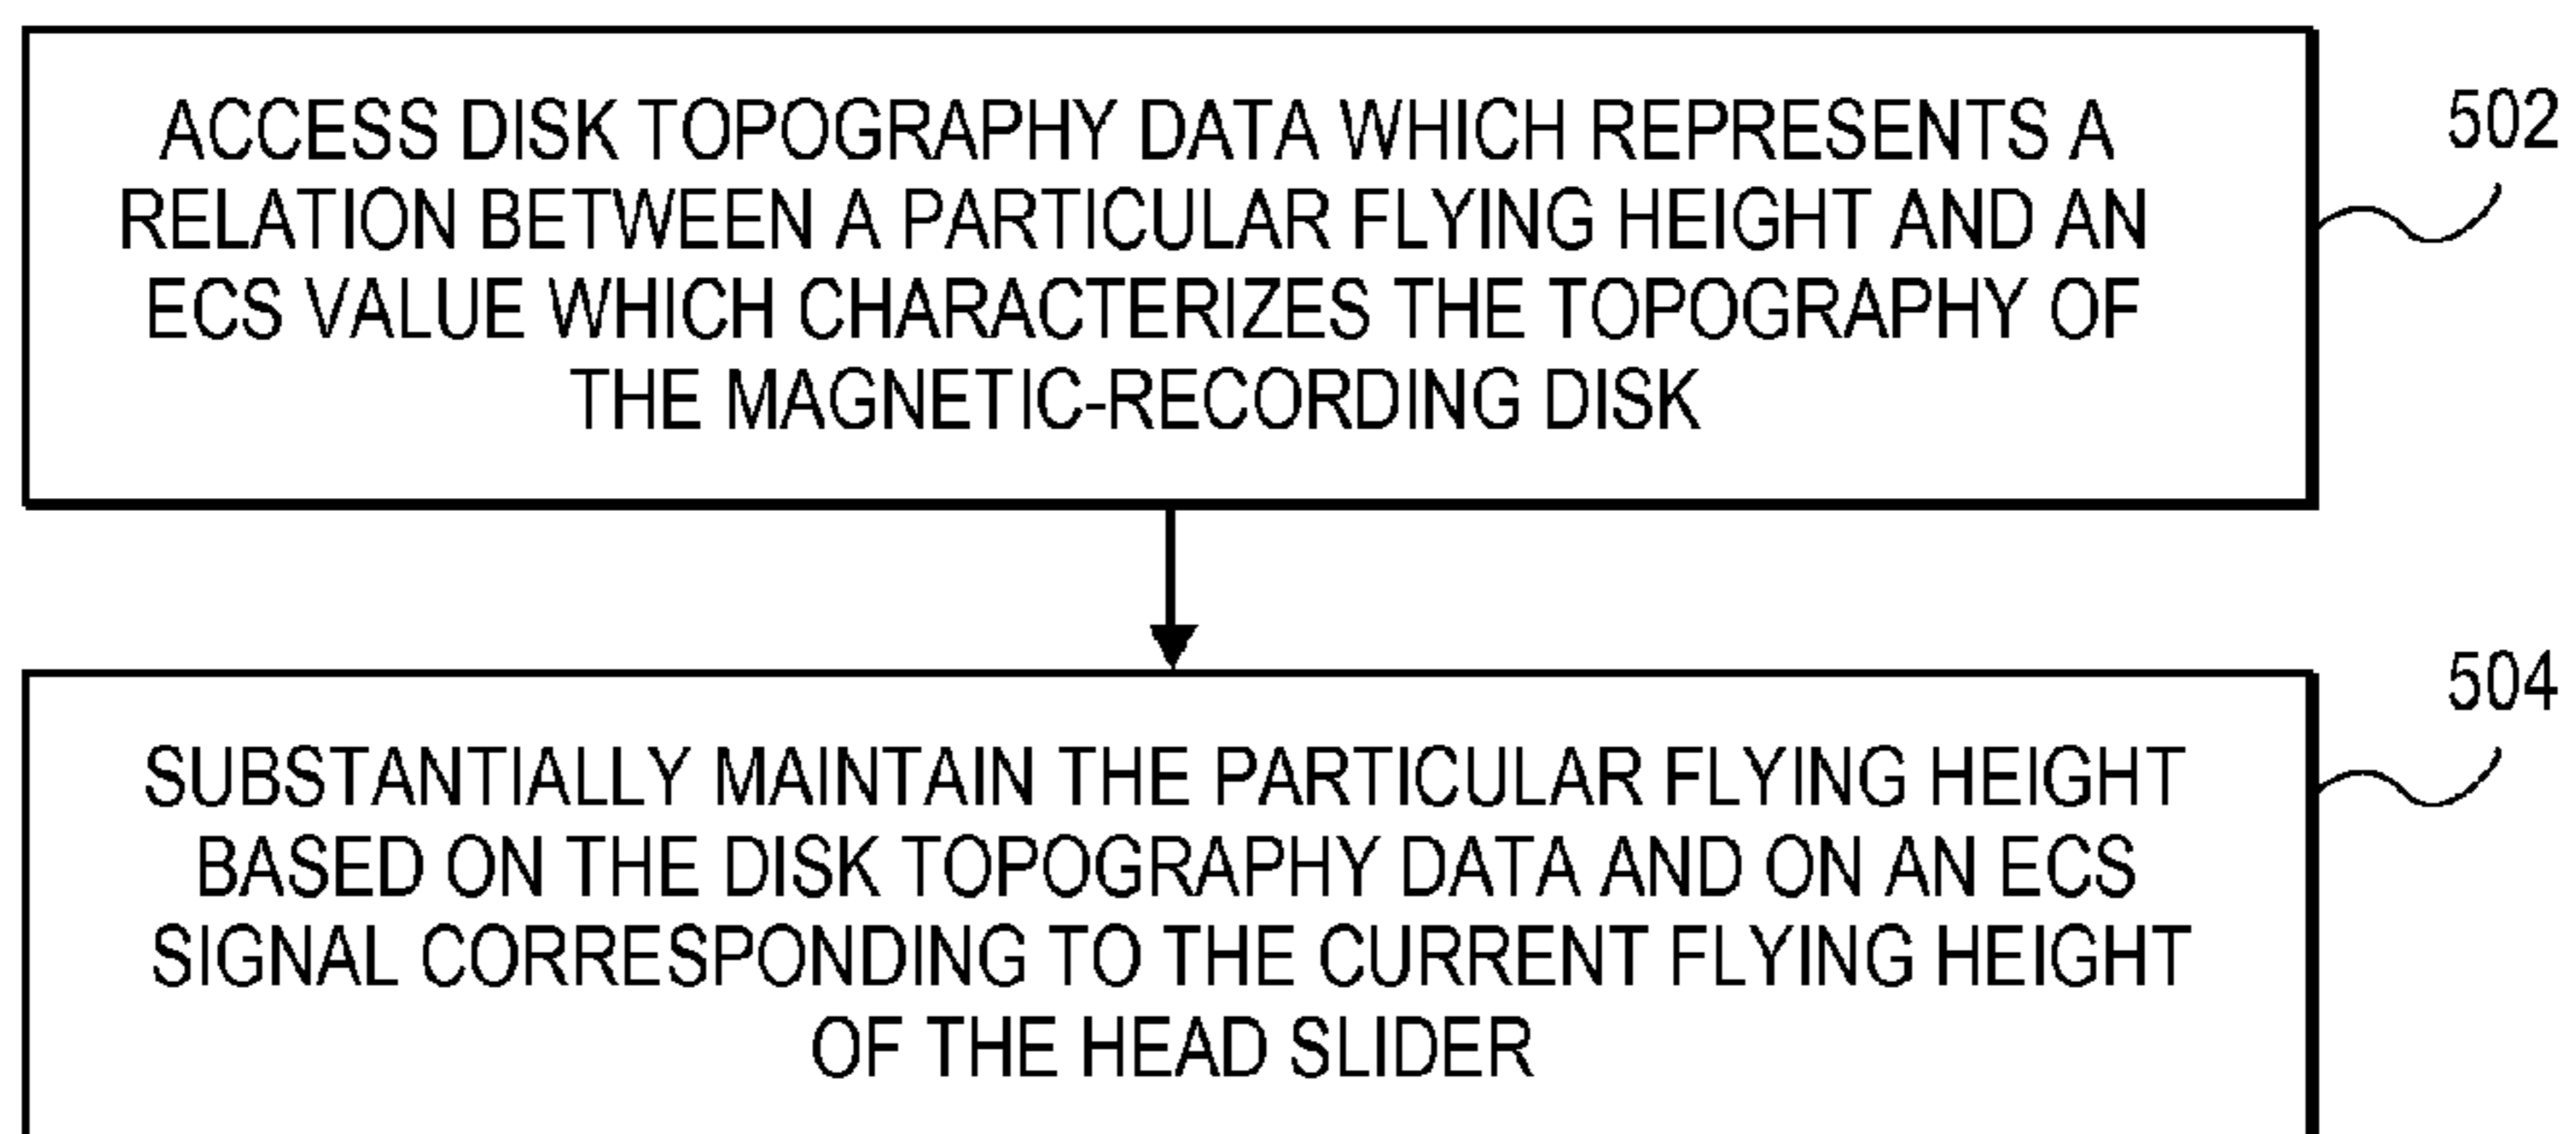 ACCESS DISK TOPOGRAPHY DATA WHICH REPRESENTS A
RELATION BETWEEN A PARTICULAR FLYING HEIGHT AND AN
ECS VALUE WHICH CHARACTERIZES THE TOPOGRAPHY OF
THE MAGNETIC-RECORDING DISK
502
SUBSTANTIALLY MAINTAIN THE PARTICULAR FLYING HEIGHT
BASED ON THE DISK TOPOGRAPHY DATA AND ON AN ECS
SIGNAL CORRESPONDING TO THE CURRENT FLYING HEIGHT
OF THE HEAD SLIDER
504